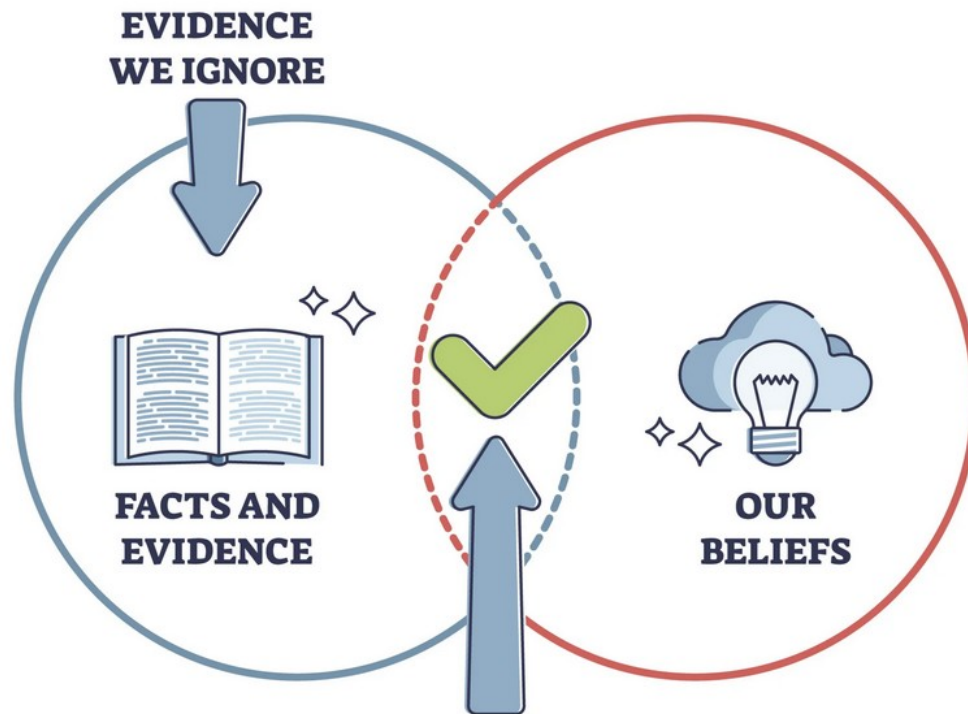 EVIDENCE
WE IGNORE
FACTS AND
EVIDENCE
OUR
BELIEFS